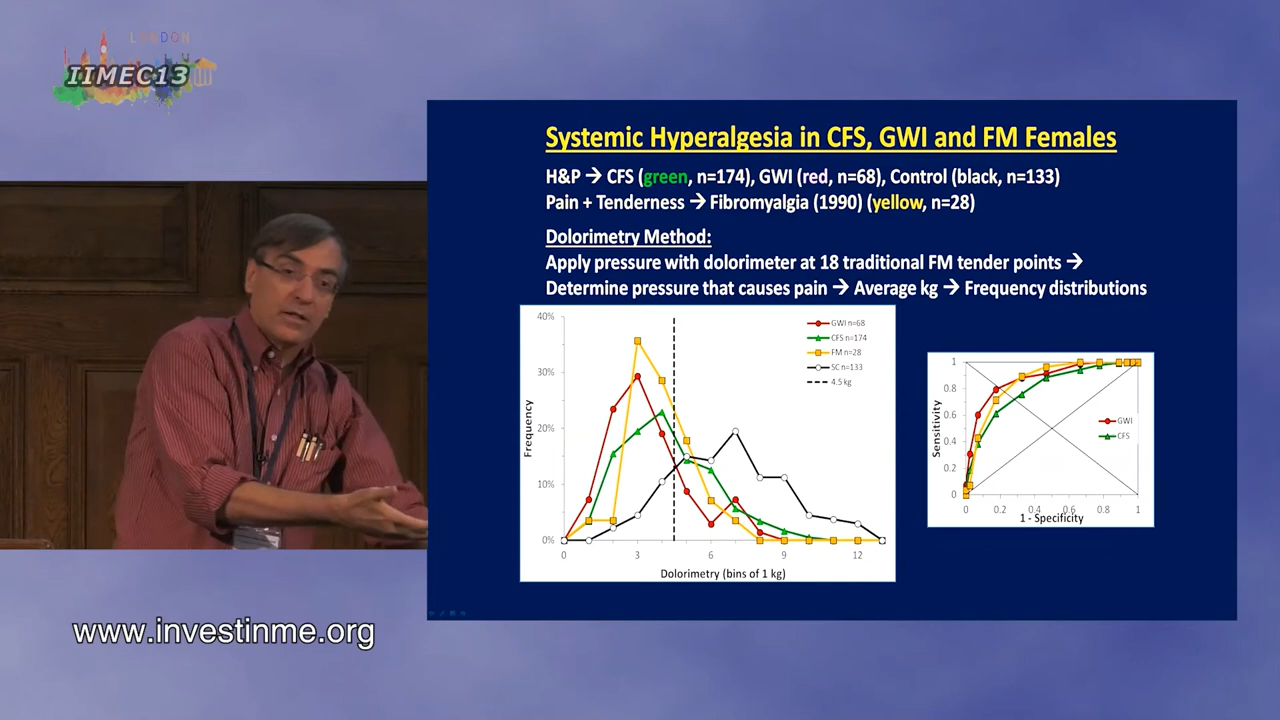 LONDON
IIMEC13
Systemic Hyperalgesia in CFS, GWI and FM Females
H&P → CFS (green, n=174), GWI (red, n=68), Control (black, n=133)
Pain + Tenderness → Fibromyalgia (1990) (yellow, n=28)
Dolorimetry Method:
Apply pressure with dolorimeter at 18 traditional FM tender points →
Determine pressure that causes pain → Average kg → Frequency distributions
40%
30%
20%
10%
0%
Frequency
0 3 6 9 12
Dolorimetry (bins of 1 kg)
GWI n=68
CFS n=174
FM n=28
SC n=133
4.5 kg
1
0.8
0.6
0.4
0.2
0
Sensitivity
0 0.2 0.4 0.6 0.8 1
1 - Specificity
GWI
CFS
www.investinme.org